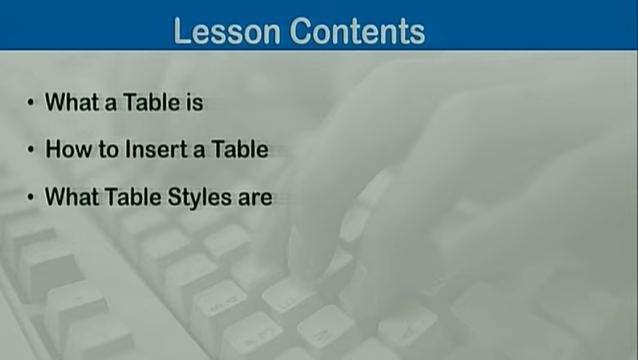 Lesson Contents
• What a Table is
• How to Insert a Table
• What Table Styles are